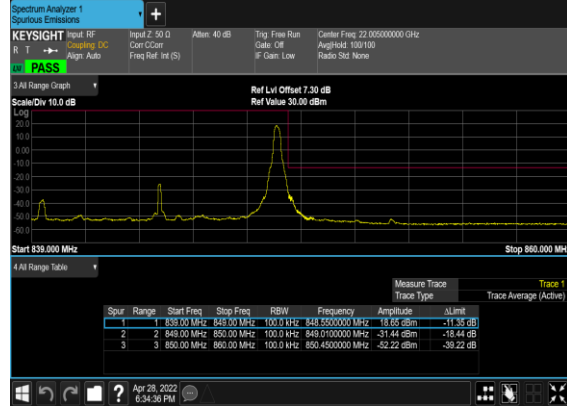 Spectrum Analyzer 1
Spurious Emissions
KEYSIGHT Input: RF Input Z: 50 Ω Atten: 40 dB Trig: Free Run Center Freq: 22.005000000 GHz
R T Coupling: DC Corr CCorr Gate: Off Avg|Hold: 100/100
Align: Auto Freq Ref: Int (S) IF Gain: Low Radio Std: None
PASS
3 All Range Graph
Ref Lvl Offset 7.30 dB
Scale/Div 10.0 dB Ref Value 30.00 dBm
Log
20.0
10.0
0.00
-10.0
-20.0
-30.0
-40.0
-50.0
-60.0
Start 839.000 MHz Stop 860.000 MHz
4 All Range Table
Measure Trace Trace 1
Trace Type Trace Average (Active)
Spur Range Start Freq Stop Freq RBW Frequency Amplitude ΔLimit
1 1 839.00 MHz 849.00 MHz 100.0 kHz 848.5500000 MHz 18.65 dBm -11.35 dB
2 2 849.00 MHz 850.00 MHz 100.0 kHz 849.0100000 MHz -31.44 dBm -18.44 dB
3 3 850.00 MHz 860.00 MHz 100.0 kHz 850.4500000 MHz -52.22 dBm -39.22 dB
? Apr 28, 2022
6:34:36 PM